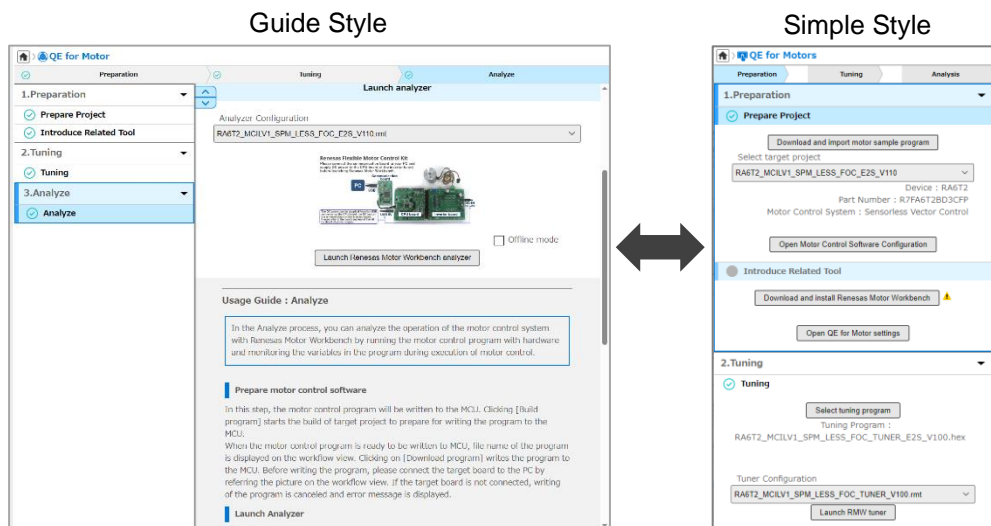 Guide Style
QE for Motor
Preparation
Tuning
Analyze
1.Preparation
Prepare Project
Introduce Related Tool
2.Tuning
Tuning
3.Analyze
Analyze
Launch analyzer
Analyzer Configuration
RA6T2_MCILV1_SPM_LESS_FOC_E2S_V110.rmt
Renesas Flexible Motor Control Kit
PC
Offline mode
Launch Renesas Motor Workbench analyzer
Usage Guide : Analyze
In the Analyze process, you can analyze the operation of the motor control system
with Renesas Motor Workbench by running the motor control program with hardware
and monitoring the variables in the program during execution of motor control.
Prepare motor control software
In this step, the motor control program will be written to the MCU. Clicking [Build
program] starts the build of target project to prepare for writing the program to the
MCU.
When the motor control program is ready to be written to MCU, file name of the program
is displayed on the workflow view. Clicking on [Download program] writes the program to
the MCU. Before writing the program, please connect the target board to the PC by
referring the picture on the workflow view. If the target board is not connected, writing
of the program is canceled and error message is displayed.
Launch Analyzer
Simple Style
QE for Motors
Preparation
Tuning
Analysis
1.Preparation
Prepare Project
Download and import motor sample program
Select target project
RA6T2_MCILV1_SPM_LESS_FOC_E2S_V110
Device : RA6T2
Part Number : R7FA6T2BD3CFP
Motor Control System : Sensorless Vector Control
Open Motor Control Software Configuration
Introduce Related Tool
Download and install Renesas Motor Workbench
Open QE for Motor settings
2.Tuning
Tuning
Select tuning program
Tuning Program :
RA6T2_MCILV1_SPM_LESS_FOC_TUNER_E2S_V100.hex
Tuner Configuration
RA6T2_MCILV1_SPM_LESS_FOC_TUNER_V100.rmt
Launch RMW tuner